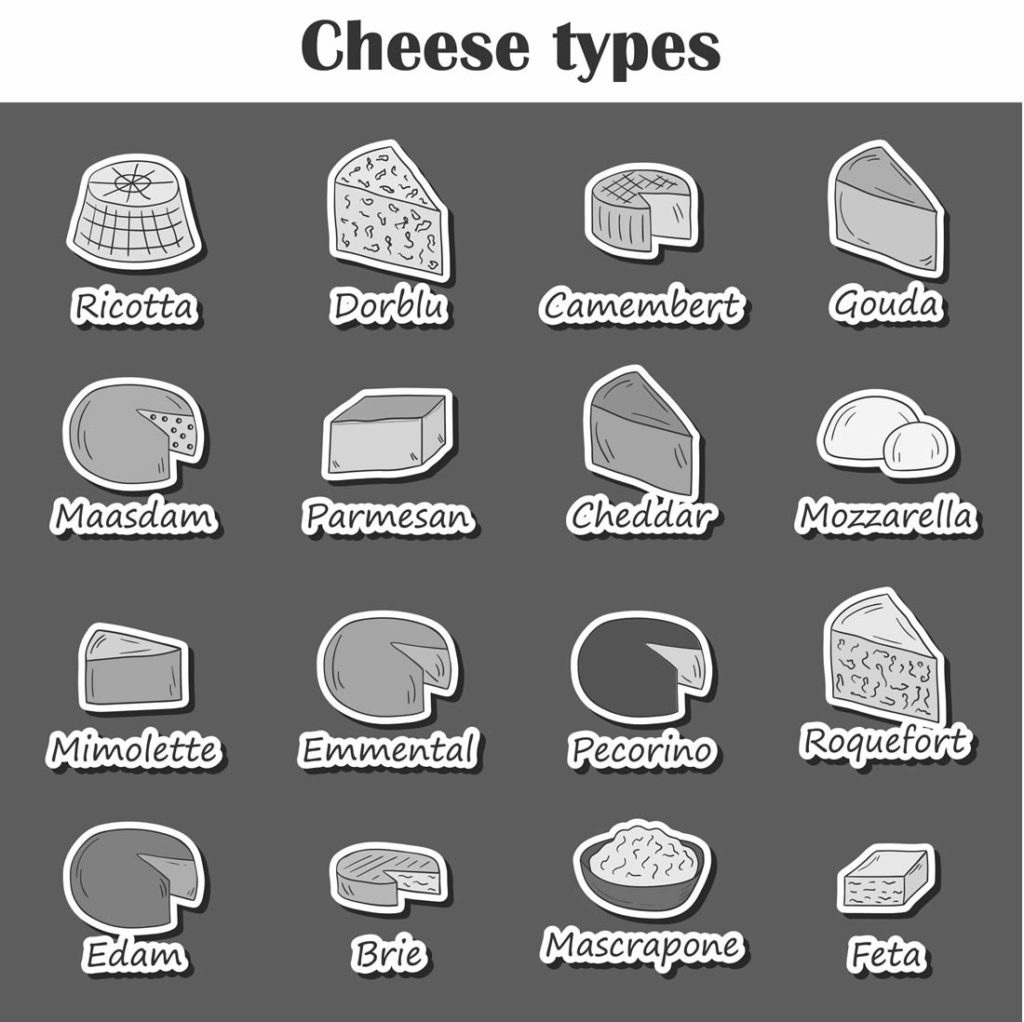 Cheese types
Ricotta Dorblu Camembert Gouda
Maasdam Parmesan Cheddar Mozzarella
Mimolette Emmental Pecorino Roquefort
Edam Brie Mascrapone Feta